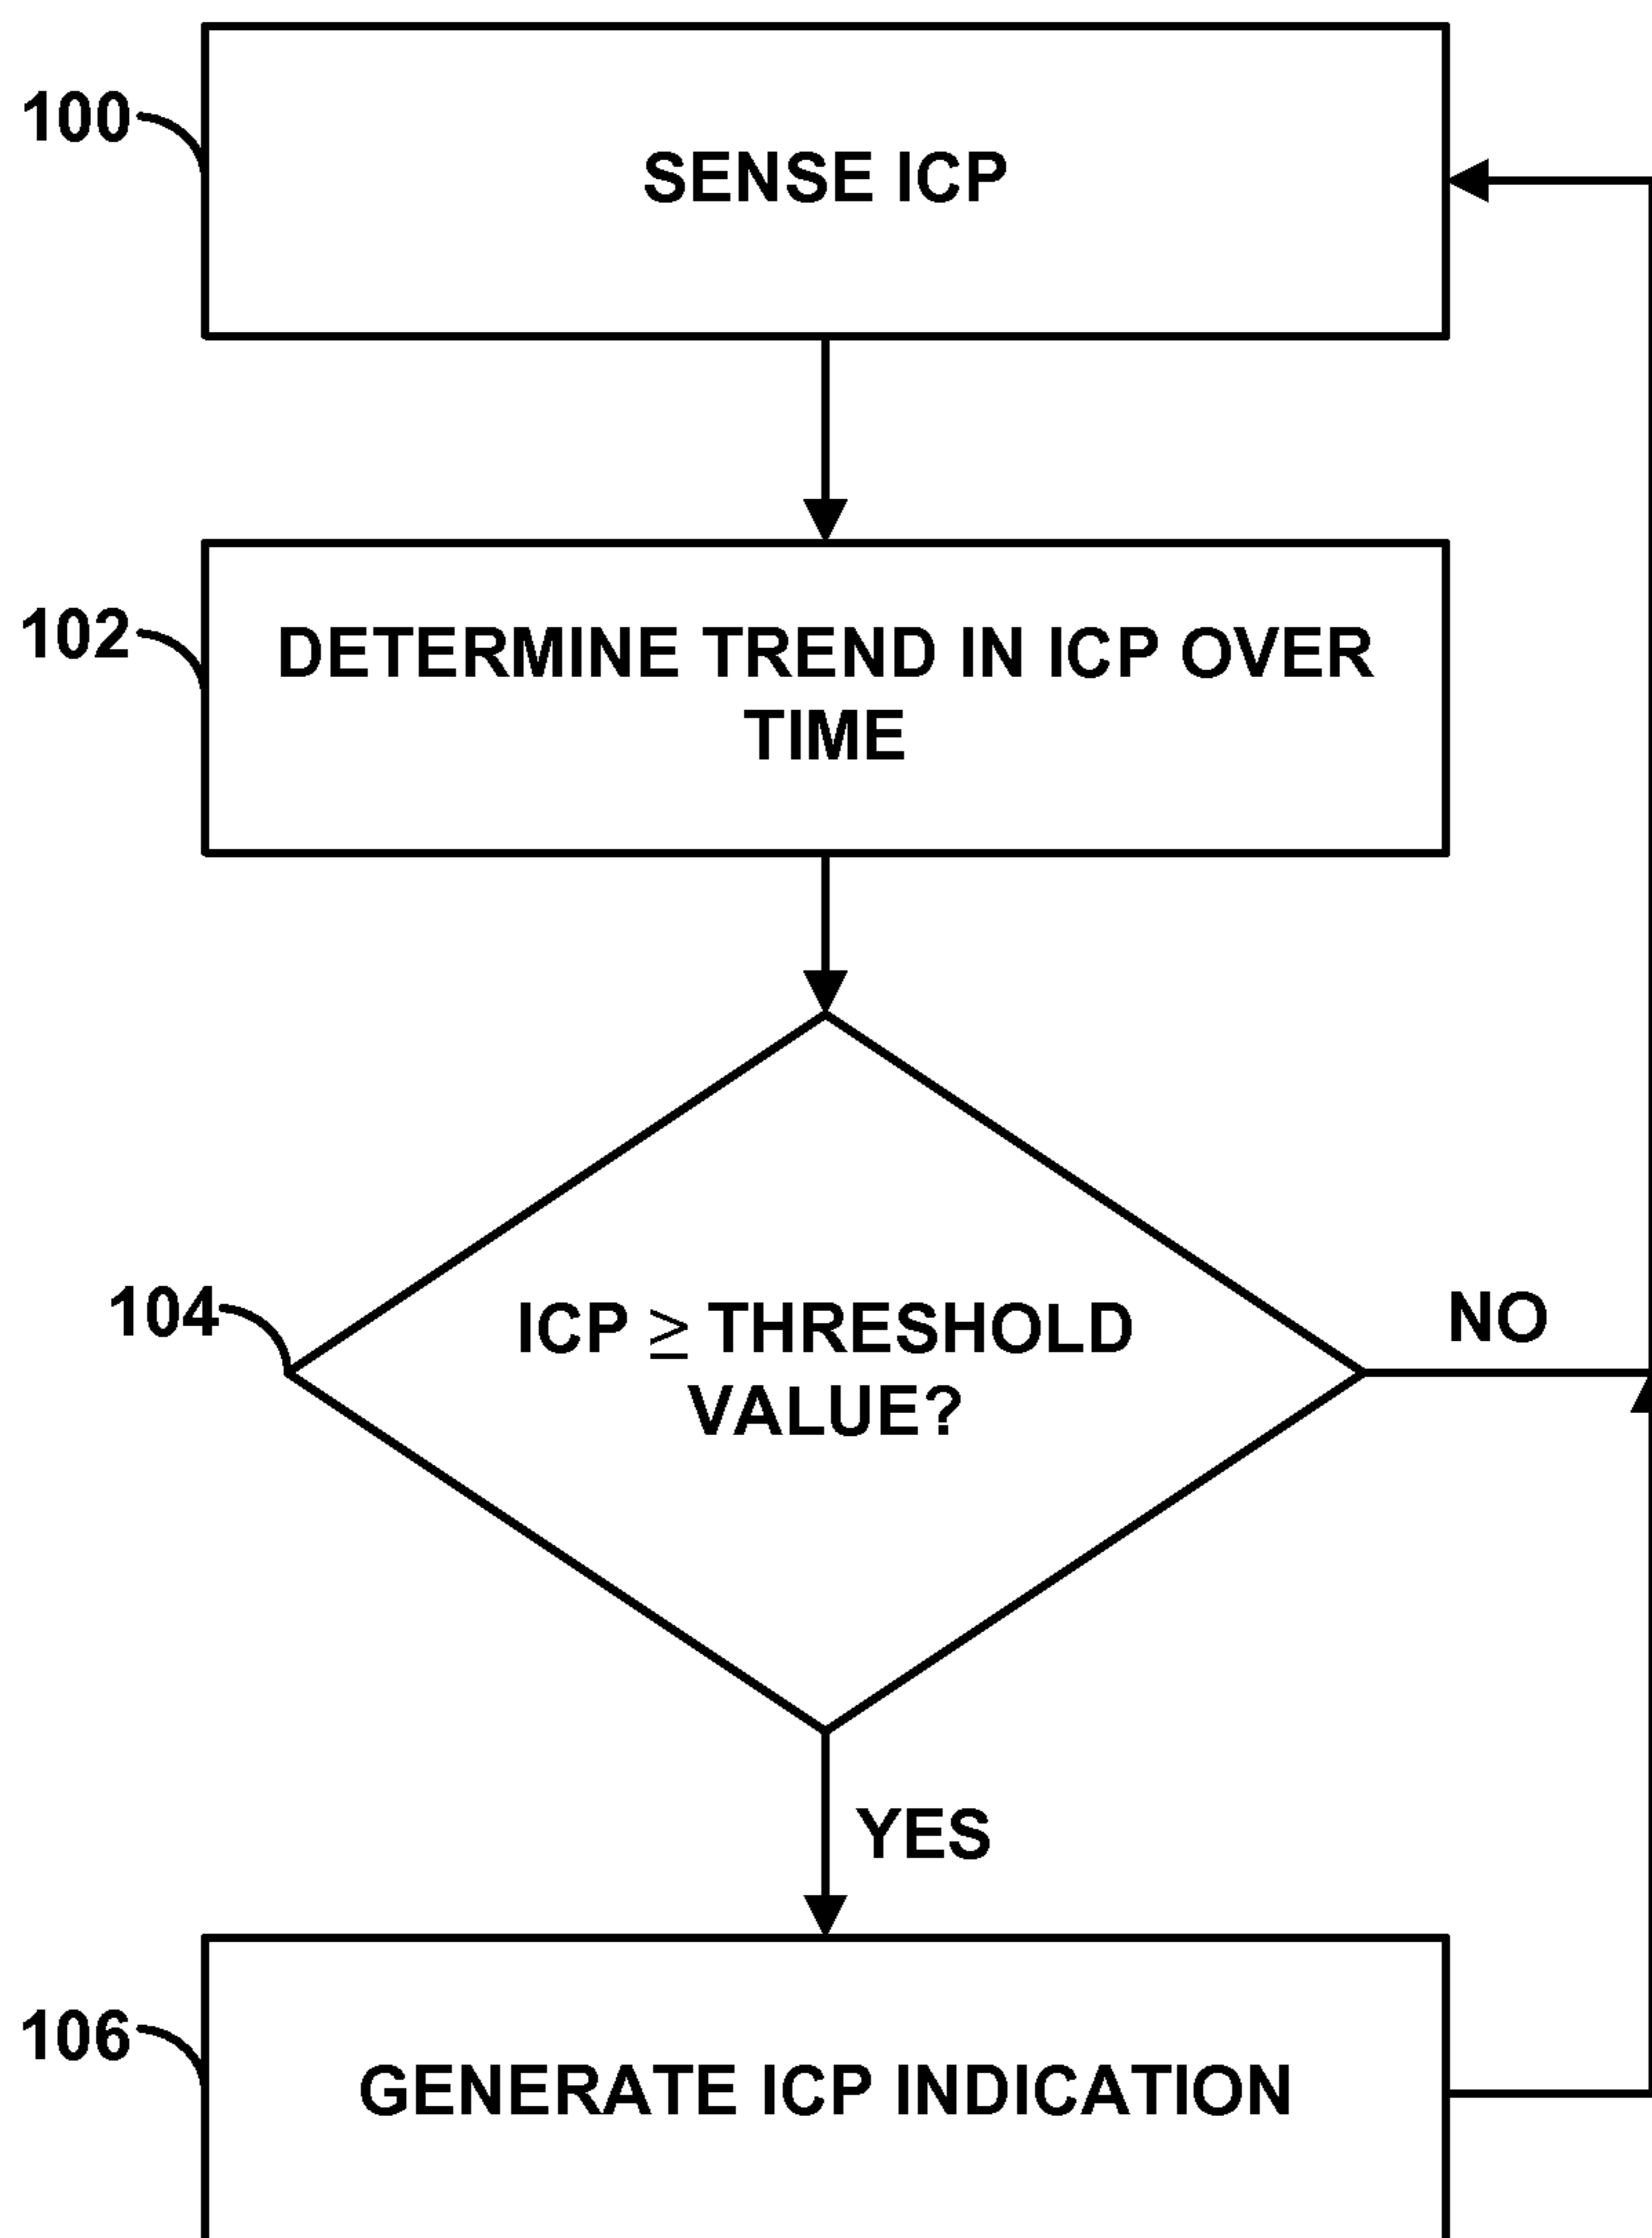 100
SENSE ICP
102
DETERMINE TREND IN ICP OVER
TIME
104
ICP ≥ THRESHOLD
VALUE?
NO
YES
106
GENERATE ICP INDICATION